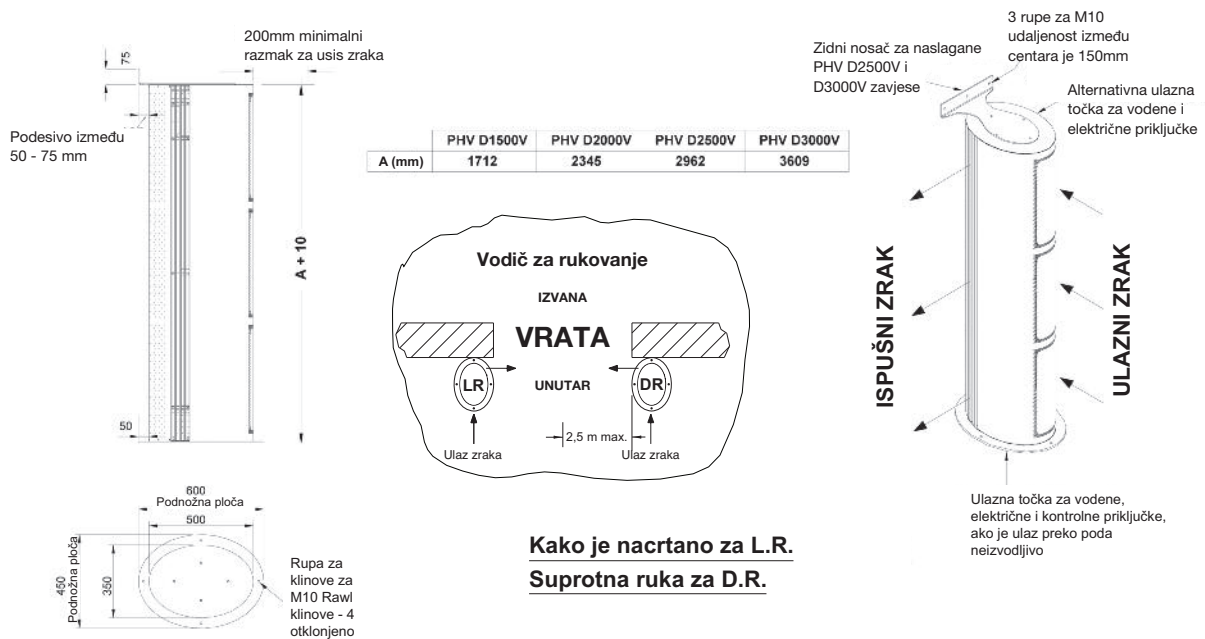 75
200mm minimalni
razmak za usis zraka
Podesivo između
50 - 75 mm
A + 10
50
PHV D1500V PHV D2000V PHV D2500V PHV D3000V
A (mm) 1712 2345 2962 3609
Vodič za rukovanje
IZVANA
VRATA
LR
UNUTAR
DR
2,5 m max.
Ulaz zraka
Ulaz zraka
3 rupe za M10
udaljenost između
centara je 150mm
Zidni nosač za naslagane
PHV D2500V i
D3000V zavjese
Alternativna ulazna
točka za vodene i
električne priključke
ISPUŠNI ZRAK
ULAZNI ZRAK
Ulazna točka za vodene,
električne i kontrolne priključke,
ako je ulaz preko poda
neizvodljivo
600
Podnožna ploča
500
450
Podnožna ploča
350
Rupa za
klinove za
M10 Rawl
klinove - 4
otklonjeno
Kako je nacrtano za L.R.
Suprotna ruka za D.R.